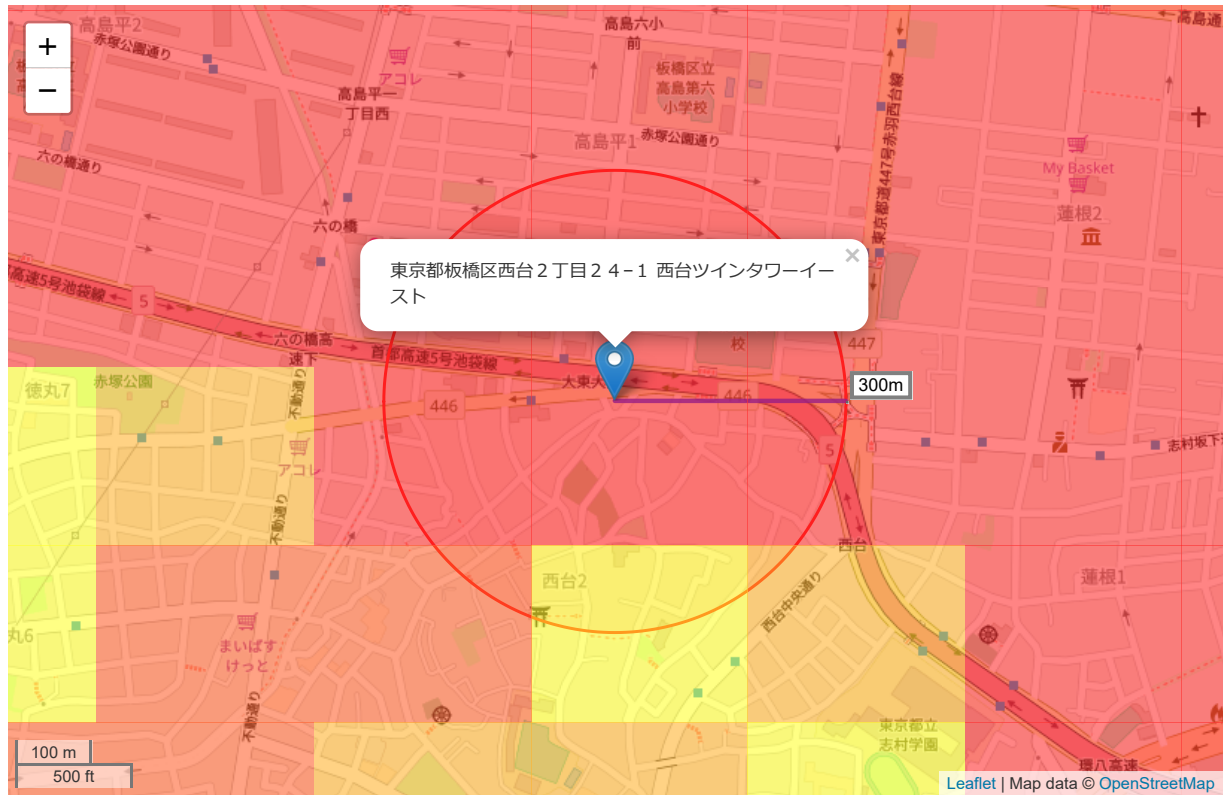 +
−
高島平2
赤塚公園通り
アコレ
高島六小
前
板橋区立
高島第六
小学校
高島通
高島平一
丁目西
高島平1
赤塚公園通り
六の橋通り
東京都道447号赤羽西台線
My Basket
蓮根2
六の橋
東京都板橋区西台２丁目２４−１ 西台ツインタワーイー
スト
×
高速5号池袋線
5
六の橋高
速下
首都高速5号池袋線
校
447
徳丸7
赤塚公園
不動通り
大東大
446
446
300m
アコレ
5
志村坂下
不動通り
西台
西台2
西台中央通り
蓮根1
丸6
まいばす
けっと
不動通り
東京都立
志村学園
環八高速
100 m
500 ft
Leaflet | Map data © OpenStreetMap